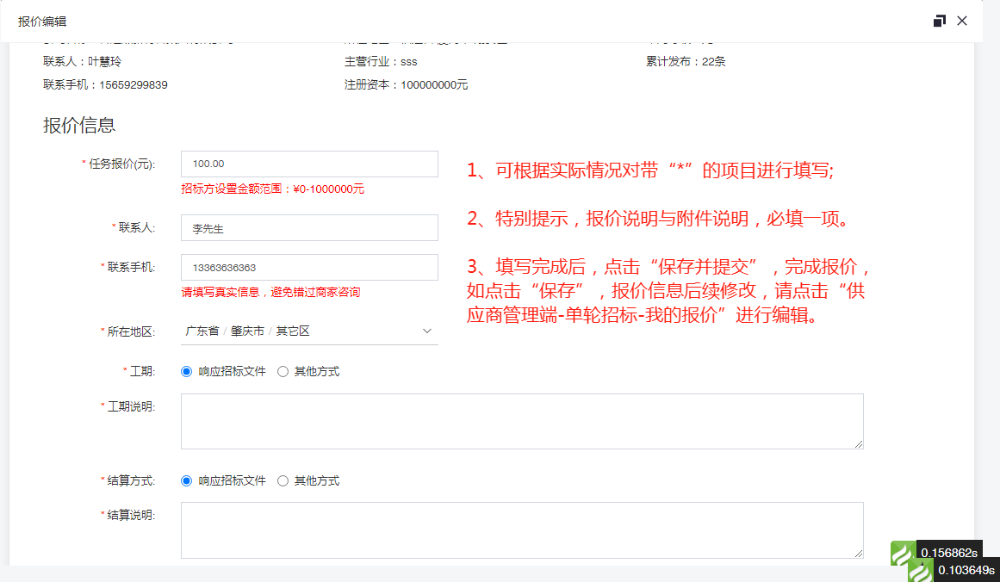 报价编辑
联系人：叶慧玲
主营行业：sss
累计发布：22条
联系手机：15659299839
注册资本：100000000元
报价信息
*任务报价(元):
100.00
招标方设置金额范围：¥0-1000000元
*联系人:
李先生
*联系手机:
13363636363
请填写真实信息，避免错过商家咨询
*所在地区:
广东省 / 肇庆市 / 其它区
1、可根据实际情况对带“*”的项目进行填写;
2、特别提示，报价说明与附件说明，必填一项。
3、填写完成后，点击“保存并提交”，完成报价，
如点击“保存”，报价信息后续修改，请点击“供
应商管理端-单轮招标-我的报价”进行编辑。
*工期:
响应招标文件
其他方式
*工期说明:
*结算方式:
响应招标文件
其他方式
*结算说明:
0.156862s
0.103649s